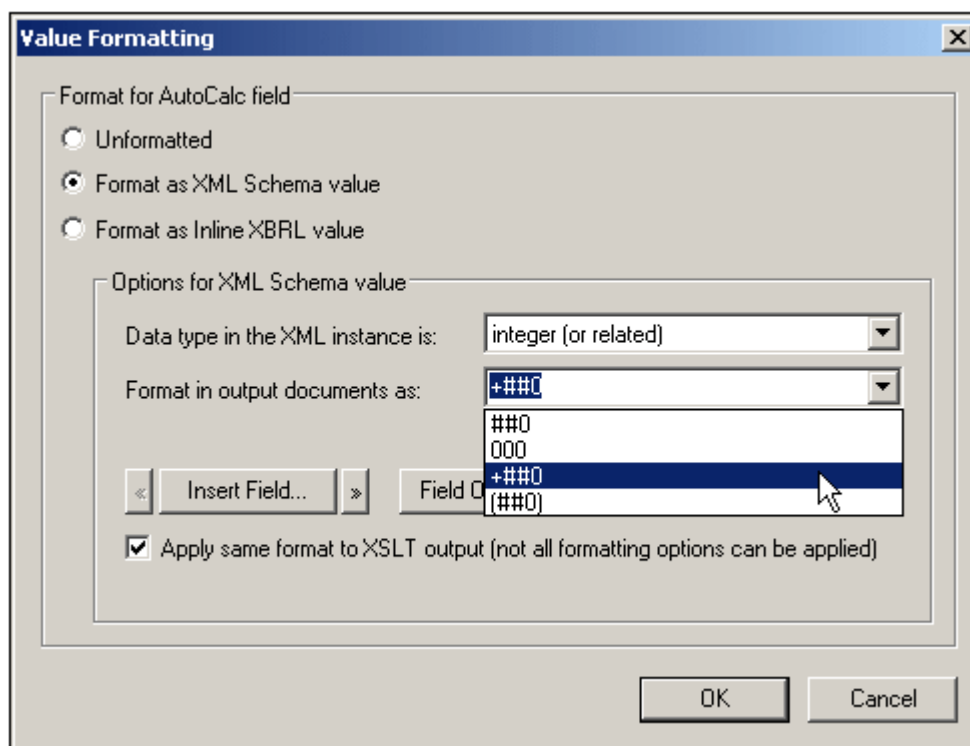 Value Formatting
Format for AutoCalc field
Unformatted
Format as XML Schema value
Format as Inline XBRL value
Options for XML Schema value
Data type in the XML instance is: integer (or related)
Format in output documents as: +##0
##0
000
+##0
(##0)
« Insert Field... » Field O
Apply same format to XSLT output (not all formatting options can be applied)
OK Cancel